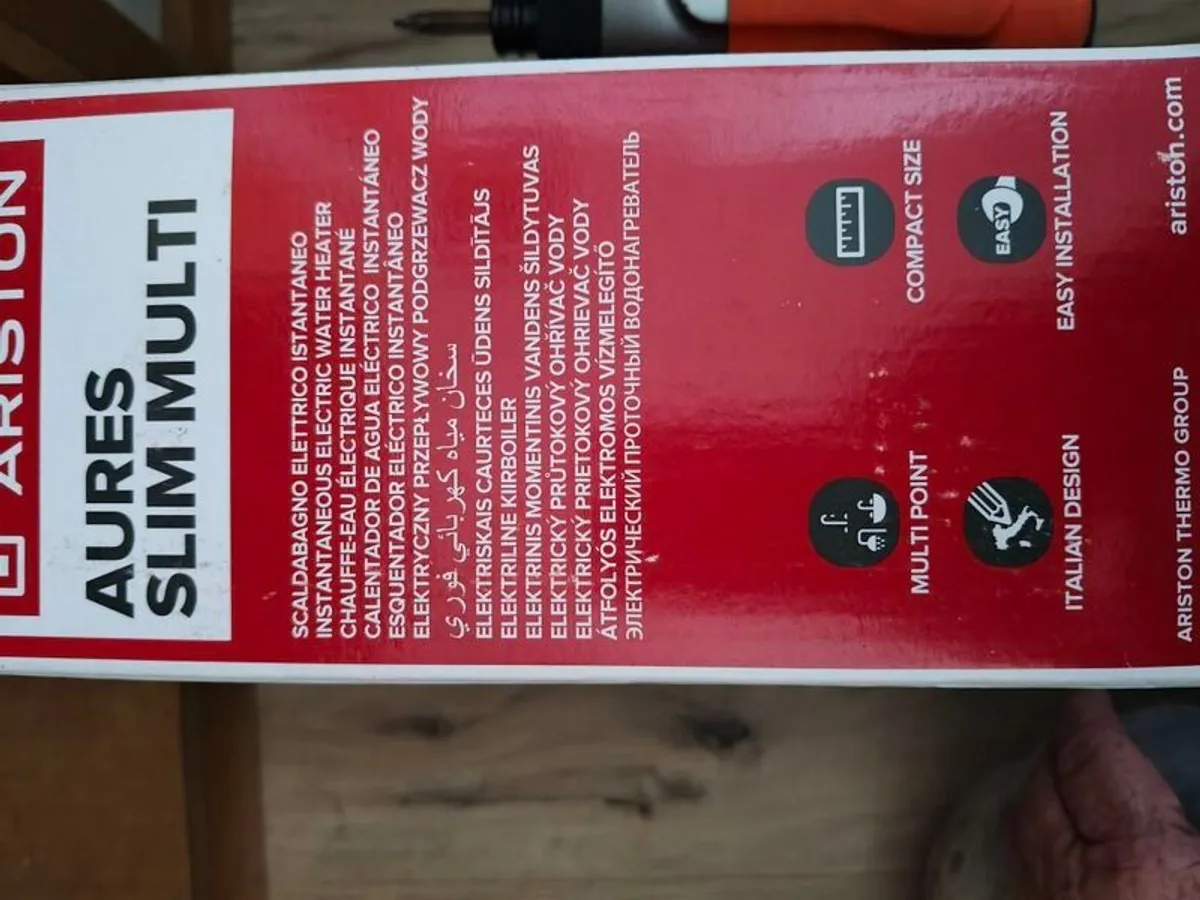 ARISTON
AURES
SLIM MULTI
SCALDABAGNO ELETTRICO ISTANTANEO
INSTANTANEOUS ELECTRIC WATER HEATER
CHAUFFE-EAU ÉLECTRIQUE INSTANTANÉ
CALENTADOR DE AGUA ELÉCTRICO INSTANTÁNEO
ESQUENTADOR ELÉCTRICO INSTANTÂNEO
ELEKTRYCZNY PRZEPŁYWOWY PODGRZEWACZ WODY
سخان مياه كهربائي فوري
ELEKTRISKAIS CAURTECES ŪDENS SILDĪTĀJS
ELEKTRILINE KIIRBOILER
ELEKTRINIS MOMENTINIS VANDENS ŠILDYTUVAS
ELEKTRICKÝ PRŮTOKOVÝ OHŘÍVAČ VODY
ELEKTRICKÝ PRIETOKOVÝ OHRIEVAČ VODY
ÁTFOLYÓS ELEKTROMOS VÍZMELEGÍTŐ
ЭЛЕКТРИЧЕСКИЙ ПРОТОЧНЫЙ ВОДОНАГРЕВАТЕЛЬ
MULTI POINT
COMPACT SIZE
EASY
ITALIAN DESIGN
EASY INSTALLATION
ARISTON THERMO GROUP
ariston.com